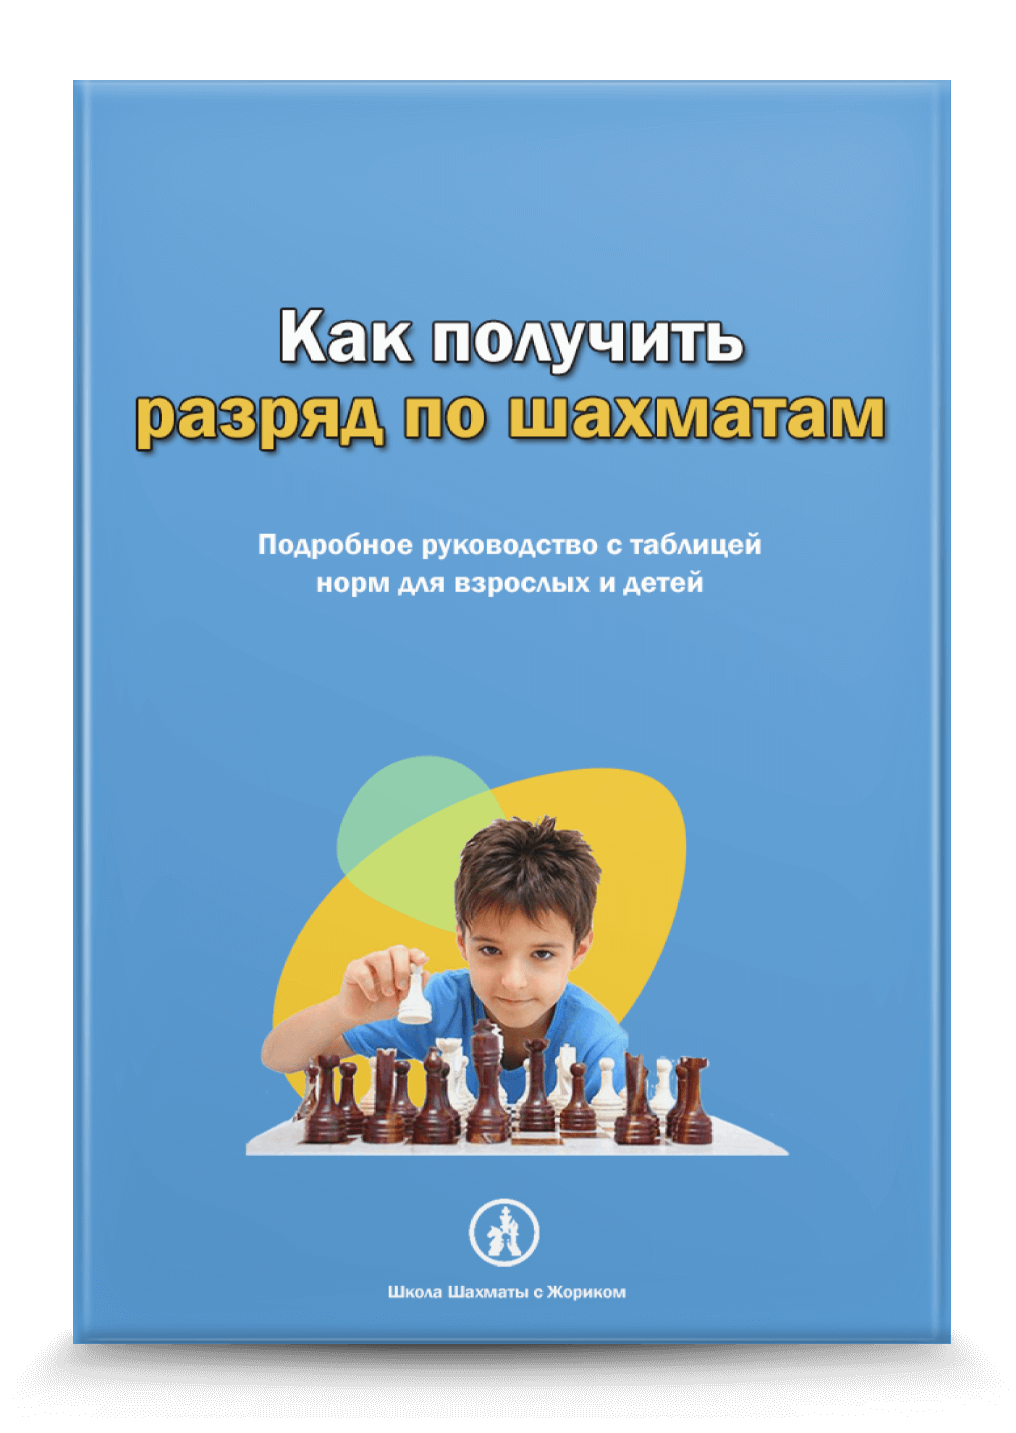 Как получить
разряд по шахматам
Подробное руководство с таблицей
норм для взрослых и детей
Школа Шахматы с Жориком